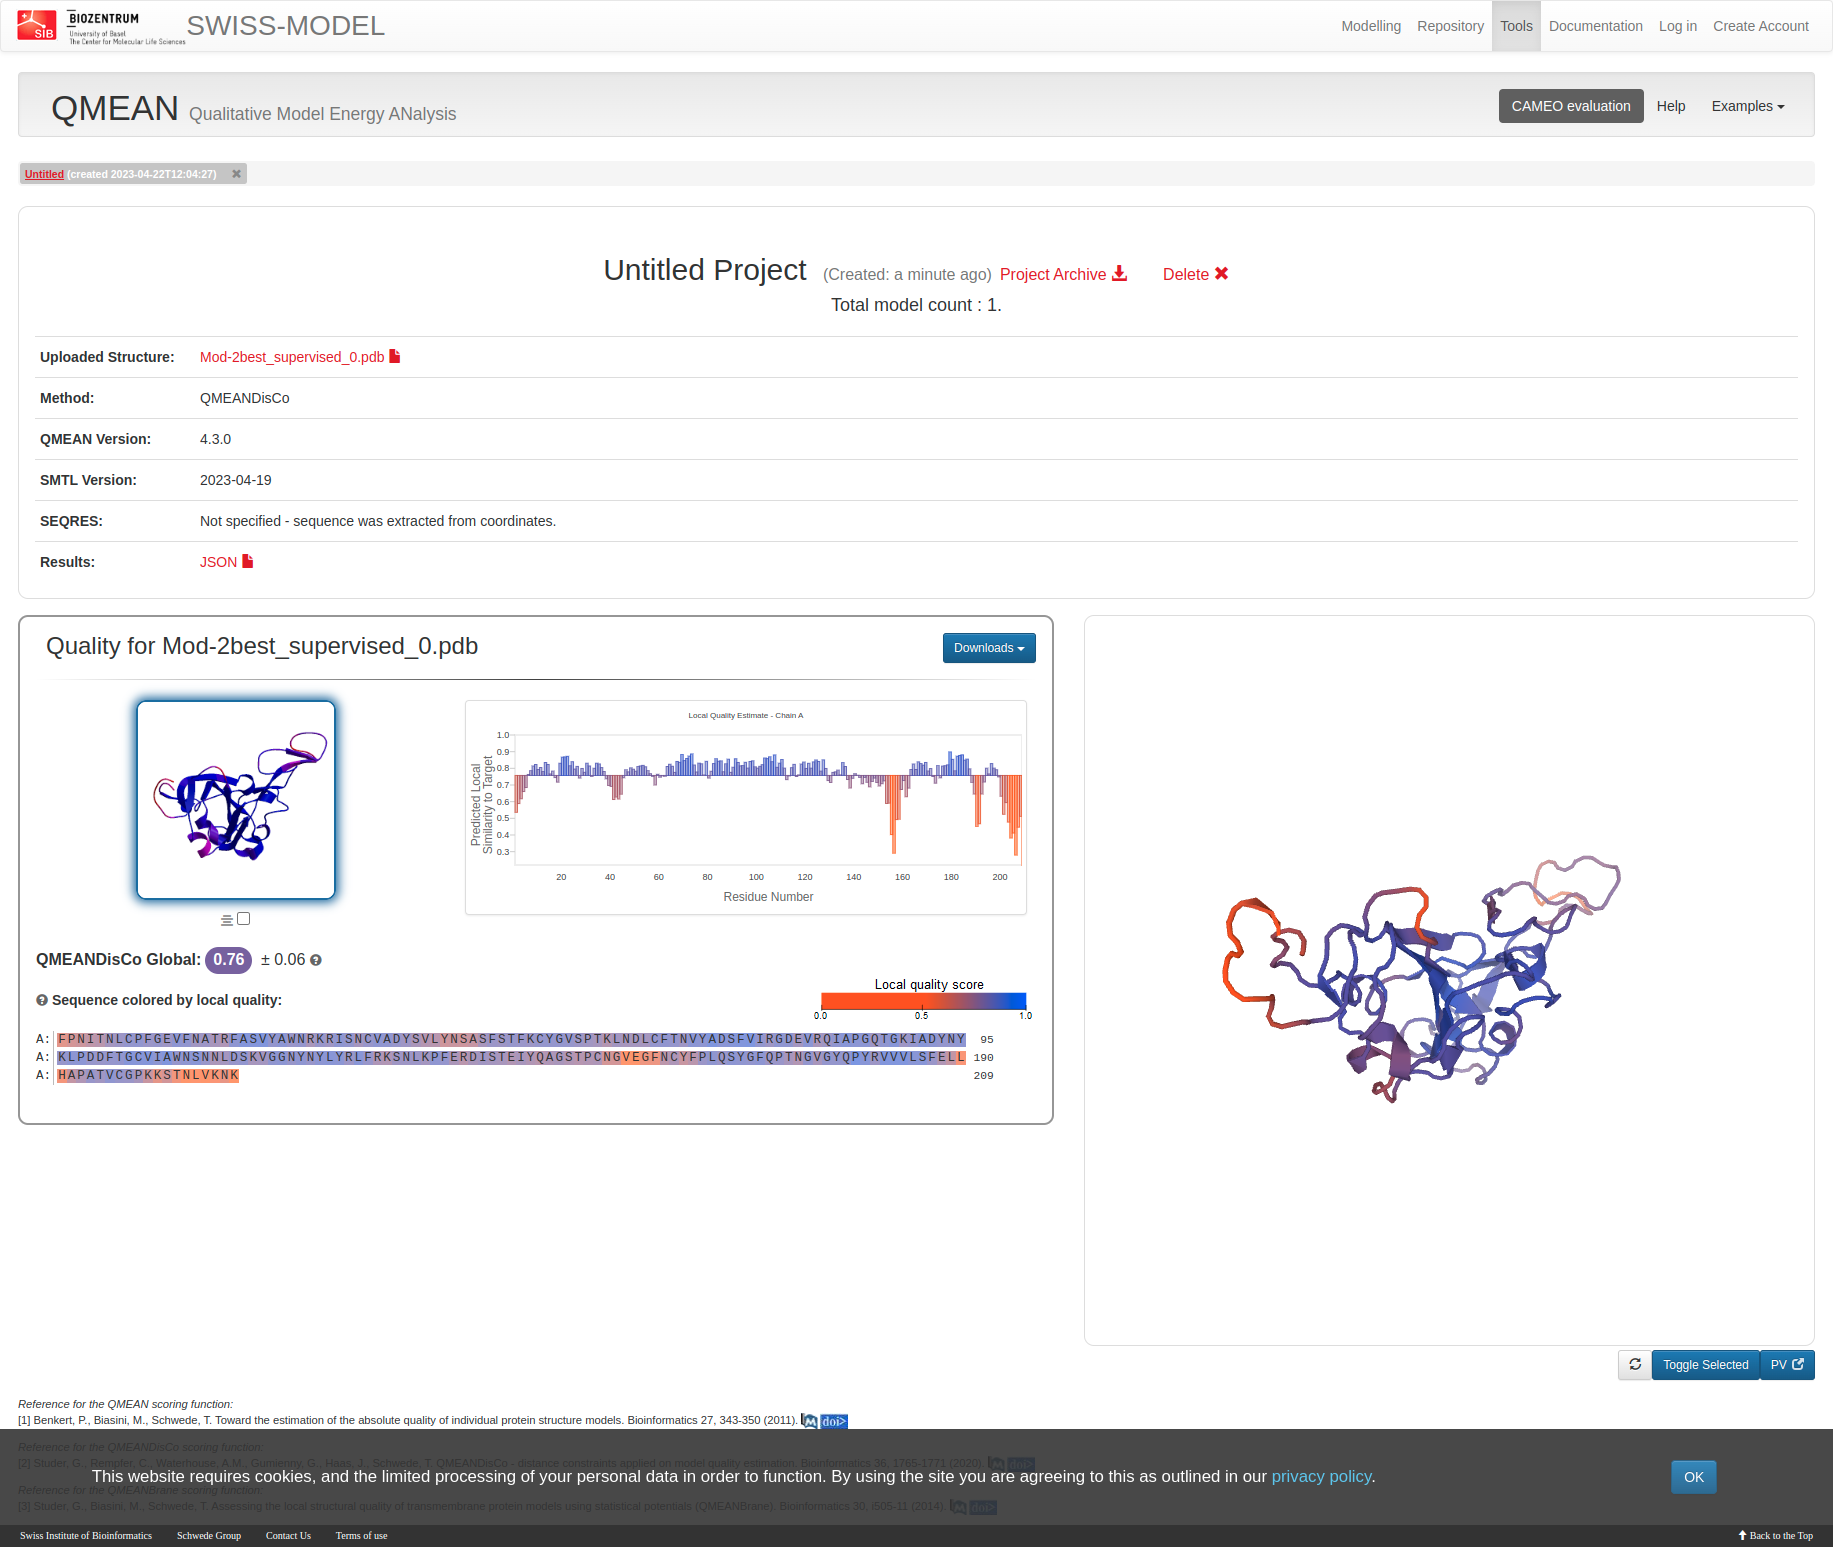 SIB
BIOZENTRUM
University of Basel
The Center for Molecular Life Sciences
SWISS-MODEL
Modelling Repository Tools Documentation Log in Create Account
QMEAN Qualitative Model Energy ANalysis
CAMEO evaluation Help Examples
Untitled (created 2023-04-22T12:04:27)
Untitled Project (Created: a minute ago) Project Archive Delete
Total model count : 1.
Uploaded Structure: Mod-2best_supervised_0.pdb
Method: QMEANDisCo
QMEAN Version: 4.3.0
SMTL Version: 2023-04-19
SEQRES: Not specified - sequence was extracted from coordinates.
Results: JSON
Quality for Mod-2best_supervised_0.pdb
Downloads
Local Quality Estimate - Chain A
1.0
0.9
0.8
0.7
0.6
0.5
0.4
0.3
Predicted Local
Similarity to Target
20 40 60 80 100 120 140 160 180 200
Residue Number
QMEANDisCo Global: 0.76 ± 0.06
Sequence colored by local quality:
Local quality score
0.0 0.5 1.0
A: FPNITNLCPFGEVFNATRFASVYAWNRKRISNCVADYSVLYNSASFSTFKCYGVSPTKLNDLCFTNVYADSFVIRGDEVRQIAPGQTGKIADYNY 95
A: KLPDDFTGCVIAWNSNNLDSKVGGNYNYLYRLFRKSNLKPFERDISTEIYQAGSTPCNGVEGFNCYFPLQSYGFQPTNGVGYQPYRVVVLSFELL 190
A: HAPATVCGPKKSTNLVKNK 209
Toggle Selected
PV
Reference for the QMEAN scoring function:
[1] Benkert, P., Biasini, M., Schwede, T. Toward the estimation of the absolute quality of individual protein structure models. Bioinformatics 27, 343-350 (2011). doi>
Reference for the QMEANDisCo scoring function:
[2] Studer, G., Rempfer, C., Waterhouse, A.M., Gumienny, G., Haas, J., Schwede, T. QMEANDisCo - distance constraints applied on model quality estimation. Bioinformatics 36, 1765-1771 (2020). doi>
This website requires cookies, and the limited processing of your personal data in order to function. By using the site you are agreeing to this as outlined in our privacy policy.
OK
Reference for the QMEANBrane scoring function:
[3] Studer, G., Biasini, M., Schwede, T. Assessing the local structural quality of transmembrane protein models using statistical potentials (QMEANBrane). Bioinformatics 30, i505-11 (2014). doi>
Swiss Institute of Bioinformatics Schwede Group Contact Us Terms of use
Back to the Top